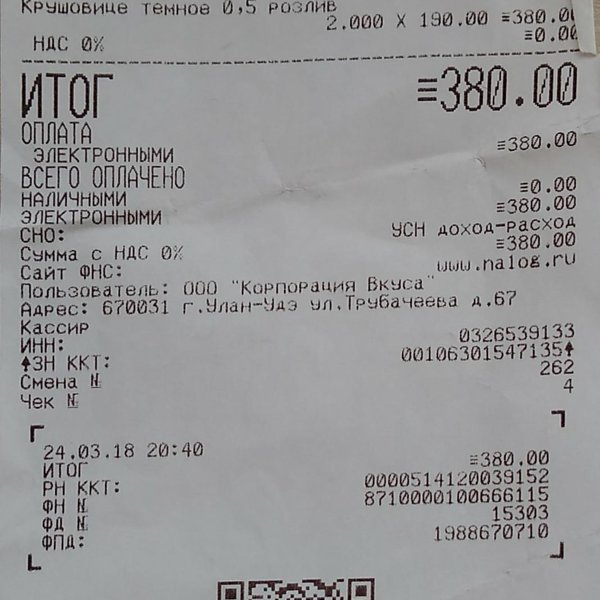 Крушовице темное 0,5 розлив
2.000 X 190.00 ≡380.00
≡0.00
НДС 0%
ИТОГ ≡380.00
ОПЛАТА
ЭЛЕКТРОННЫМИ ≡380.00
ВСЕГО ОПЛАЧЕНО
НАЛИЧНЫМИ ≡0.00
ЭЛЕКТРОННЫМИ ≡380.00
СНО: УСН доход-расход
Сумма с НДС 0% ≡380.00
Сайт ФНС: www.nalog.ru
Пользователь: ООО "Корпорация Вкуса"
Адрес: 670031 г.Улан-Удэ ул.Трубачеева д.67
Кассир
ИНН: 0326539133
ЗН ККТ: 00106301547135
Смена № 262
Чек № 4
24.03.18 20:40
ИТОГ ≡380.00
РН ККТ: 0000514120039152
ФН № 8710000100666115
ФД № 15303
ФПД: 1988670710